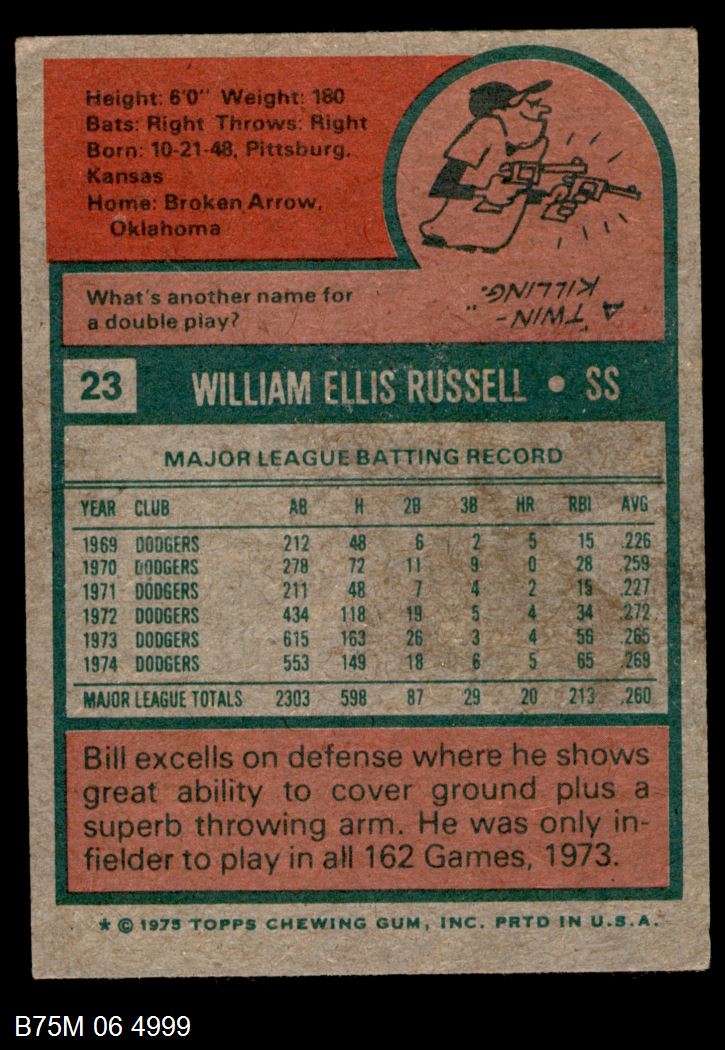 Height: 6'0" Weight: 180
Bats: Right Throws: Right
Born: 10-21-48, Pittsburg,
Kansas
Home: Broken Arrow,
Oklahoma
What's another name for
a double play?
A
"TWIN-"
KILLING.
23 WILLIAM ELLIS RUSSELL • SS
MAJOR LEAGUE BATTING RECORD
YEAR CLUB AB H 2B 3B HR RBI AVG
1969 DODGERS 212 48 6 2 5 15 .226
1970 DODGERS 278 72 11 9 0 28 .259
1971 DODGERS 211 48 7 4 2 15 .227
1972 DODGERS 434 118 19 5 4 34 .272
1973 DODGERS 615 163 26 3 4 56 .265
1974 DODGERS 553 149 18 6 5 65 .269
MAJOR LEAGUE TOTALS 2303 598 87 29 20 213 .260
Bill excells on defense where he shows
great ability to cover ground plus a
superb throwing arm. He was only in-
fielder to play in all 162 Games, 1973.
* © 1975 TOPPS CHEWING GUM, INC. PRTD IN U.S.A.
B75M 06 4999